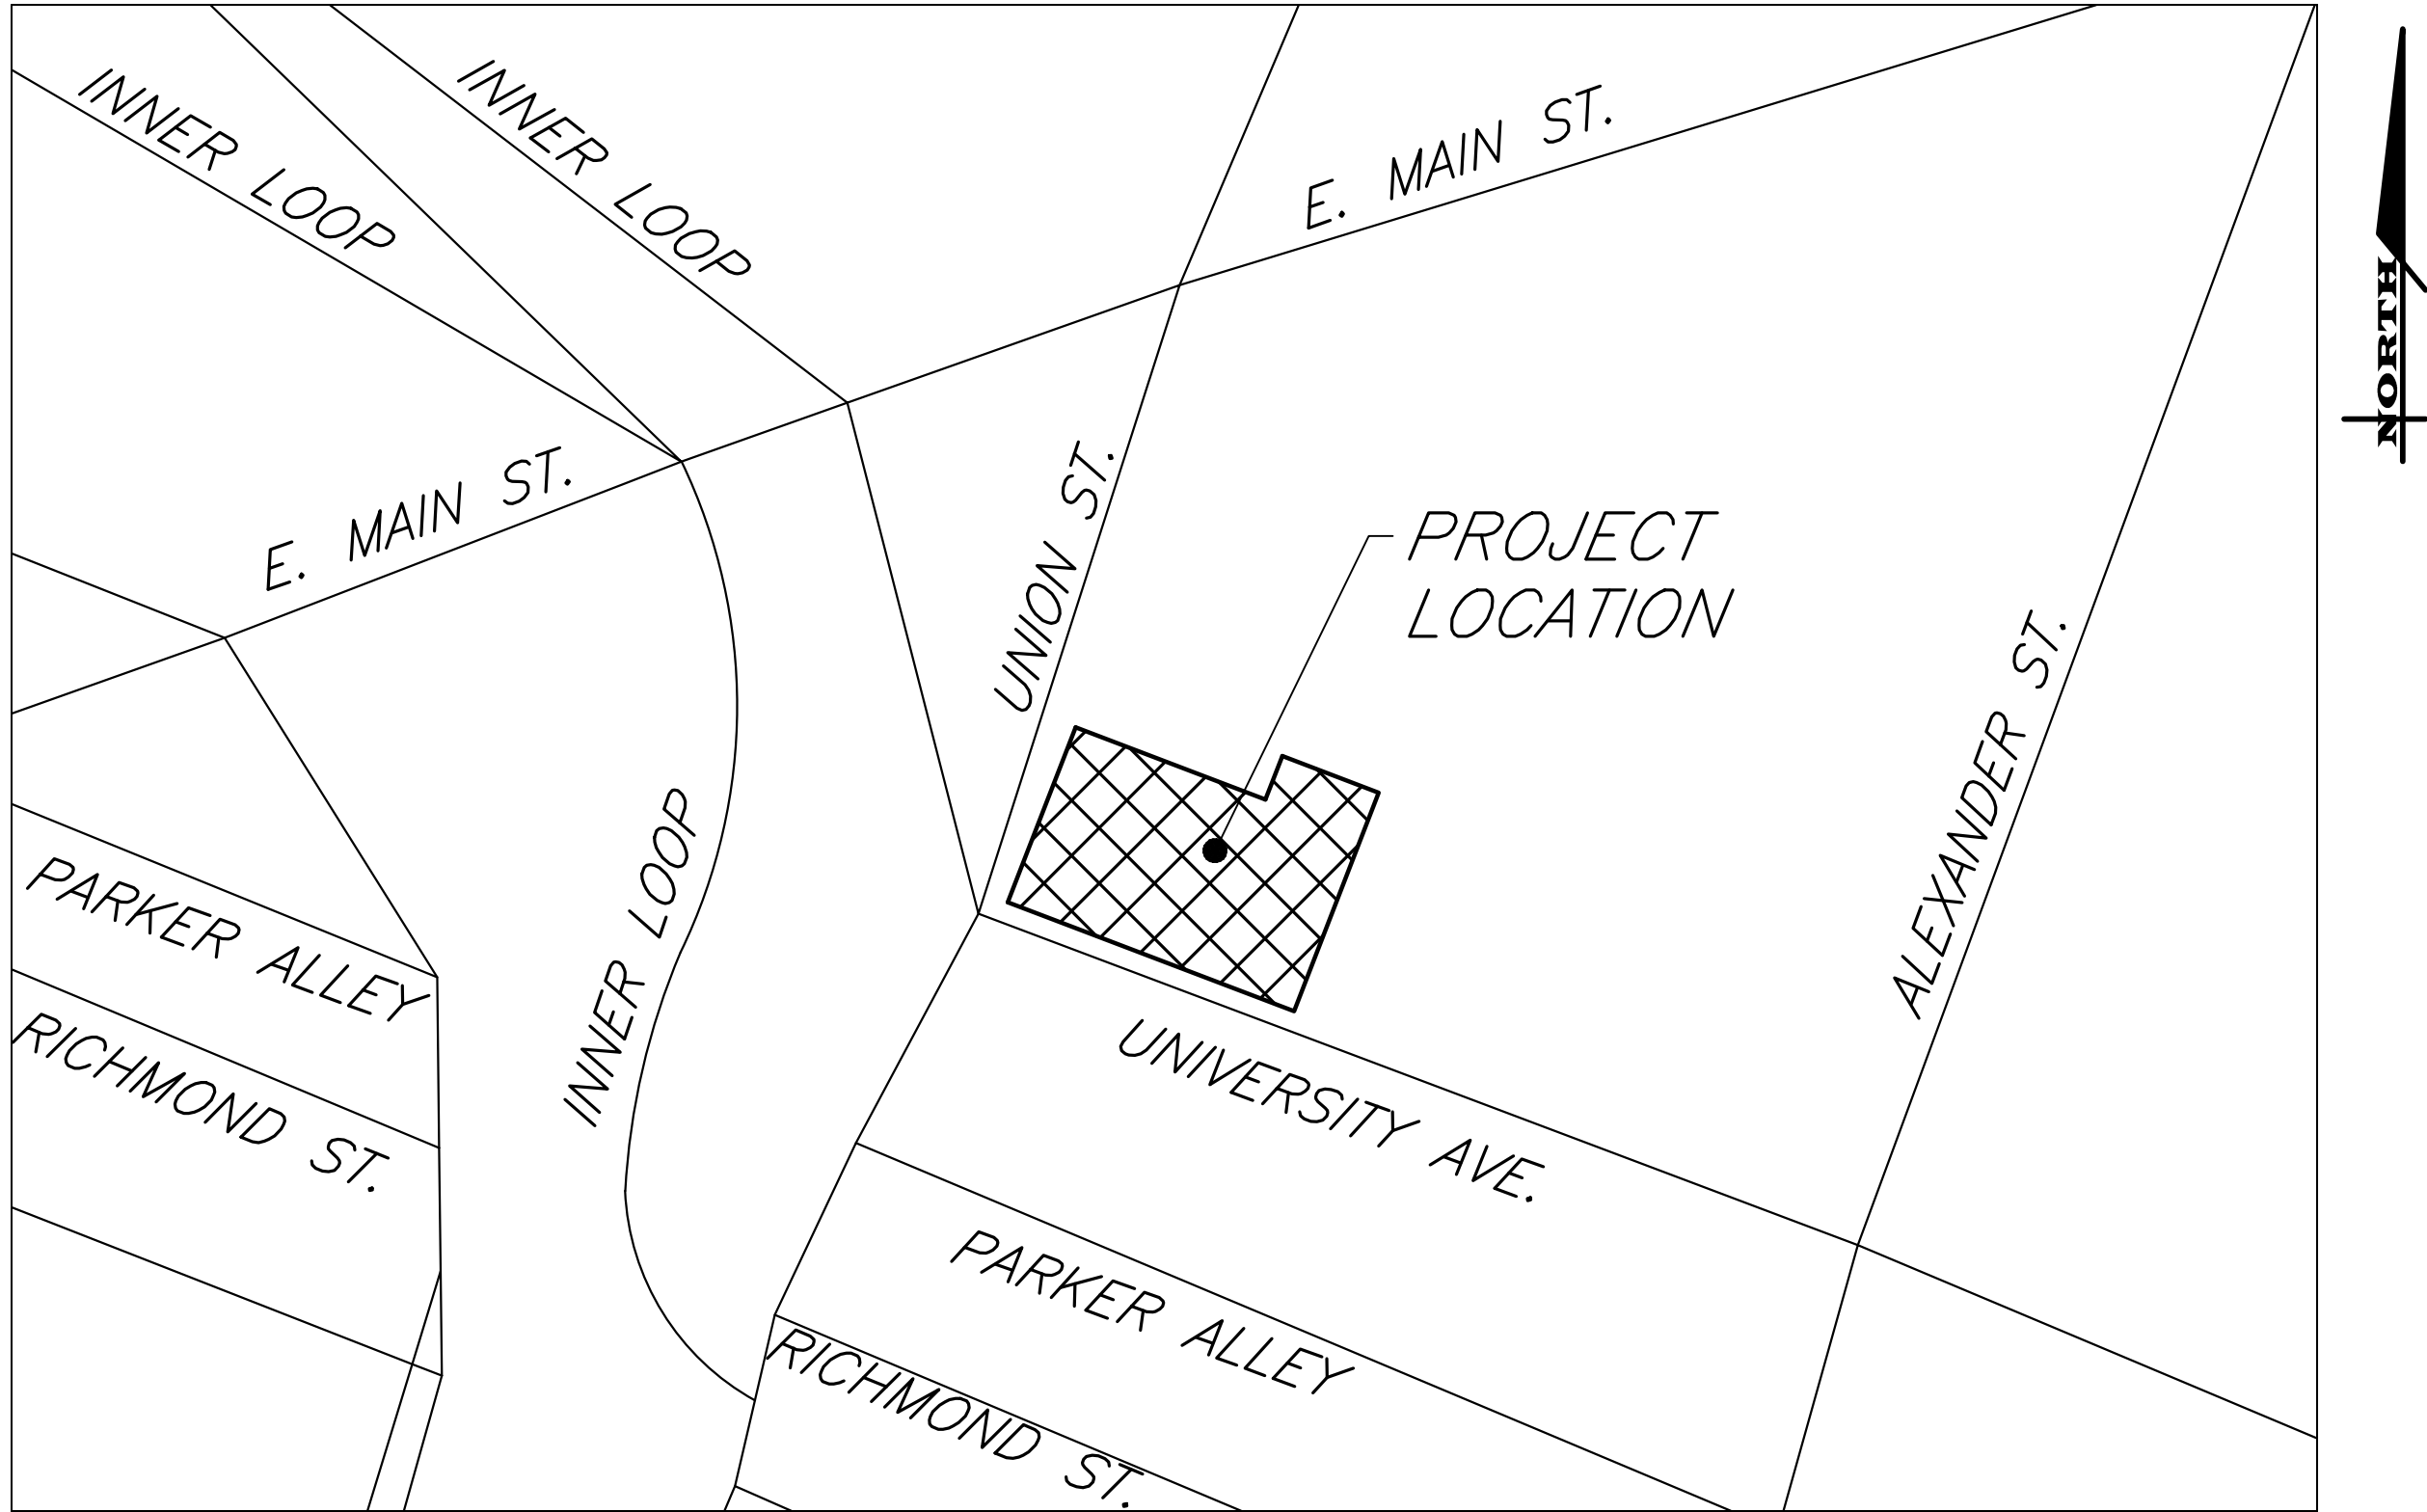 INNER LOOP
INNER LOOP
E. MAIN ST.
NORTH
E. MAIN ST.
UNION ST.
PROJECT
LOCATION
ALEXANDER ST.
INNER LOOP
PARKER ALLEY
RICHMOND ST.
UNIVERSITY AVE.
PARKER ALLEY
RICHMOND ST.